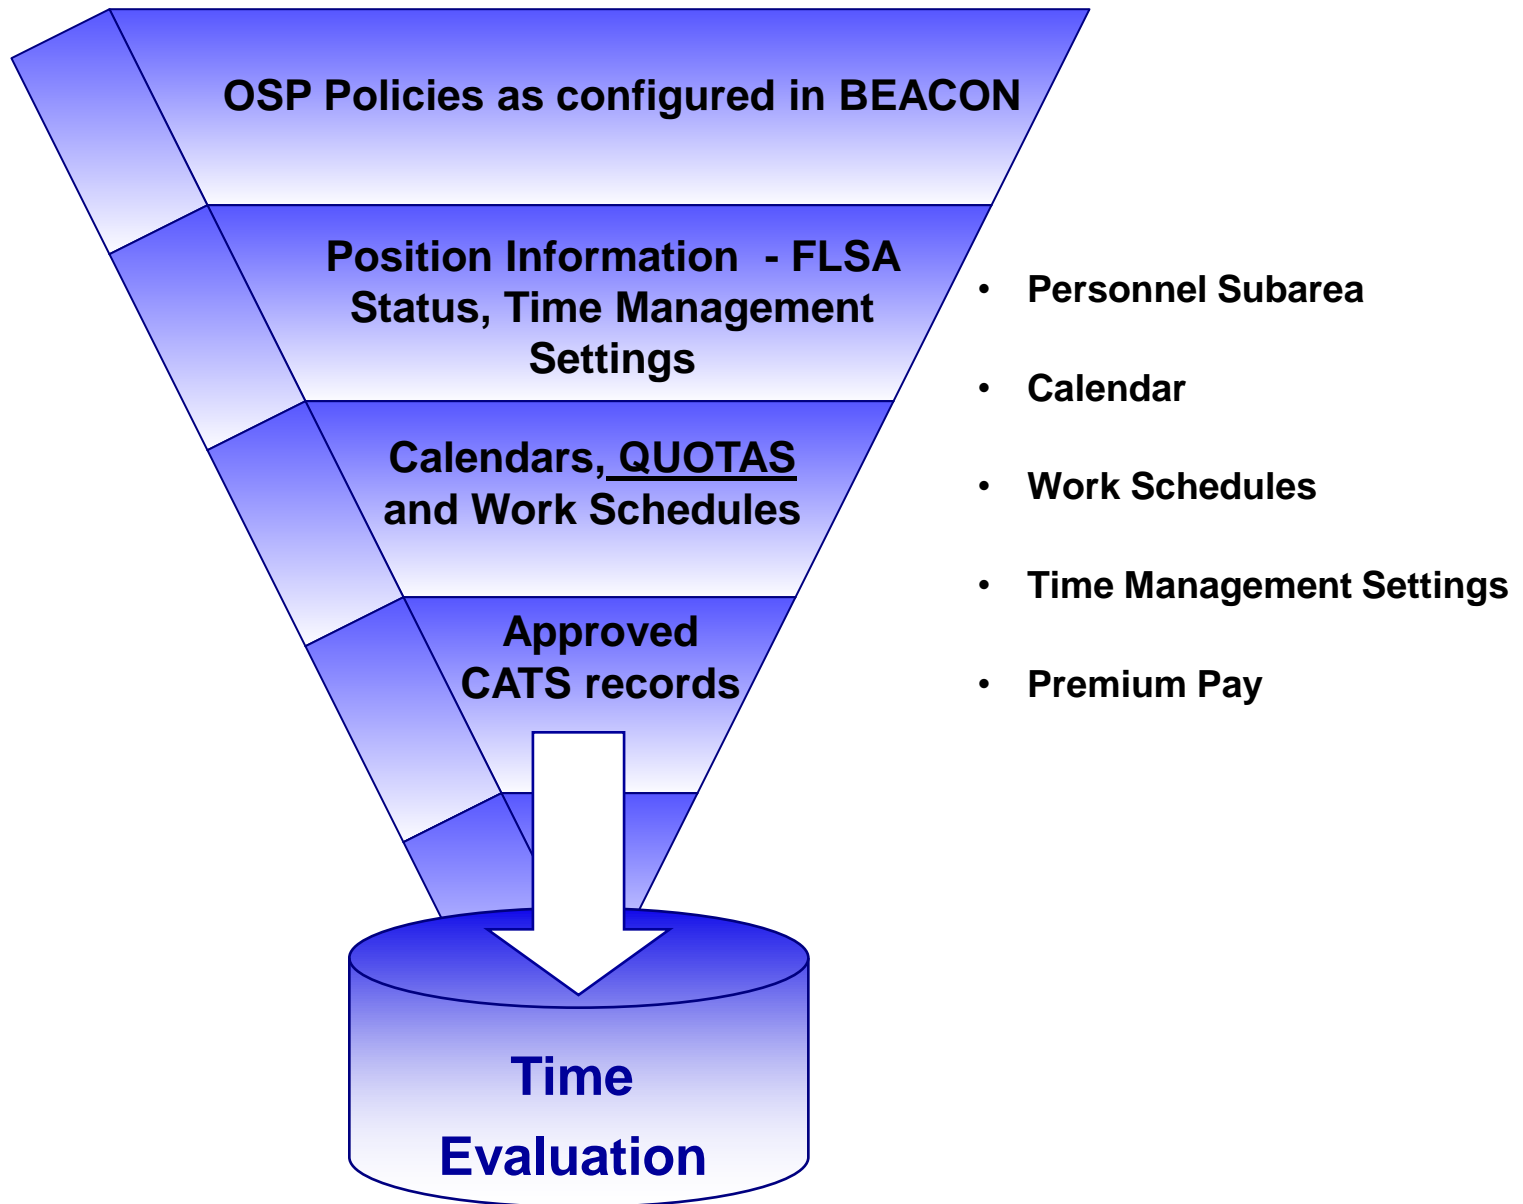 OSP Policies as configured in BEACON
Position Information  - FLSA
Status, Time Management
Settings
Calendars, QUOTAS
and Work Schedules
Approved
CATS records
Time
Evaluation
• Personnel Subarea
• Calendar
• Work Schedules
• Time Management Settings
• Premium Pay